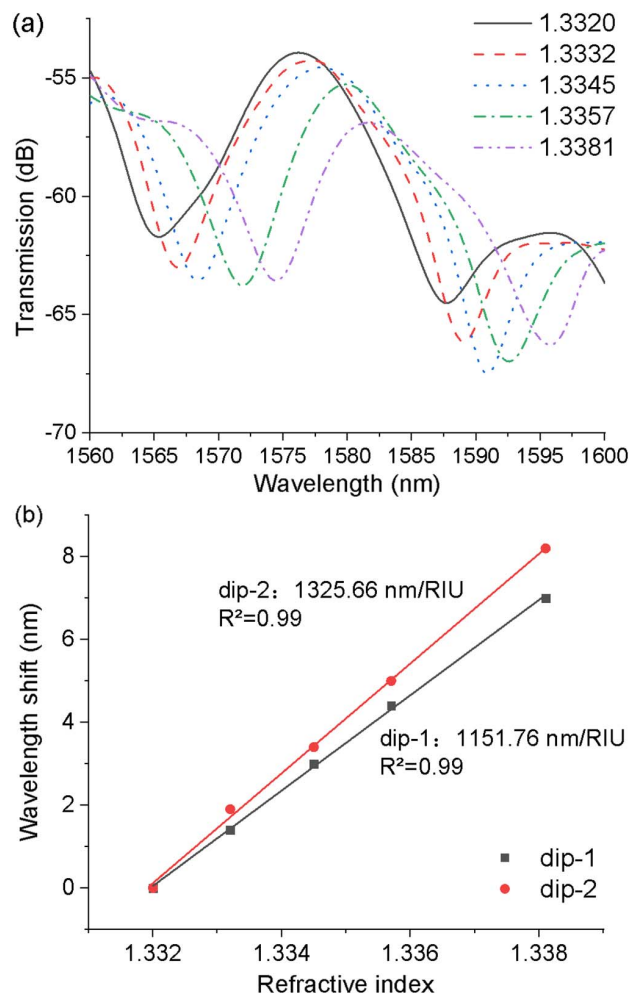 (a)
1.3320
1.3332
1.3345
1.3357
1.3381
Transmission (dB)
-55
-60
-65
-70
1560 1565 1570 1575 1580 1585 1590 1595 1600
Wavelength (nm)
(b)
Wavelength shift (nm)
8
6
4
2
0
dip-2：1325.66 nm/RIU
R²=0.99
dip-1：1151.76 nm/RIU
R²=0.99
dip-1
dip-2
1.332 1.334 1.336 1.338
Refractive index